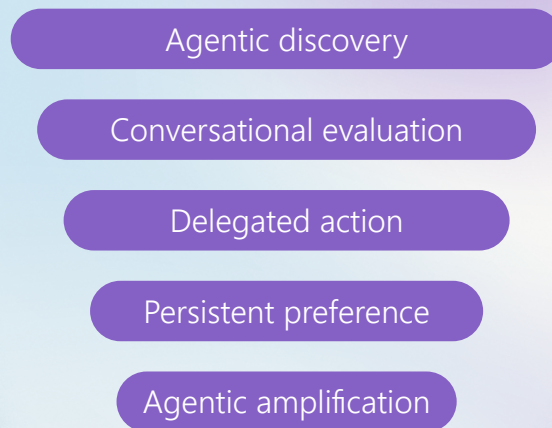 Agentic discovery
Conversational evaluation
Delegated action
Persistent preference
Agentic amplification